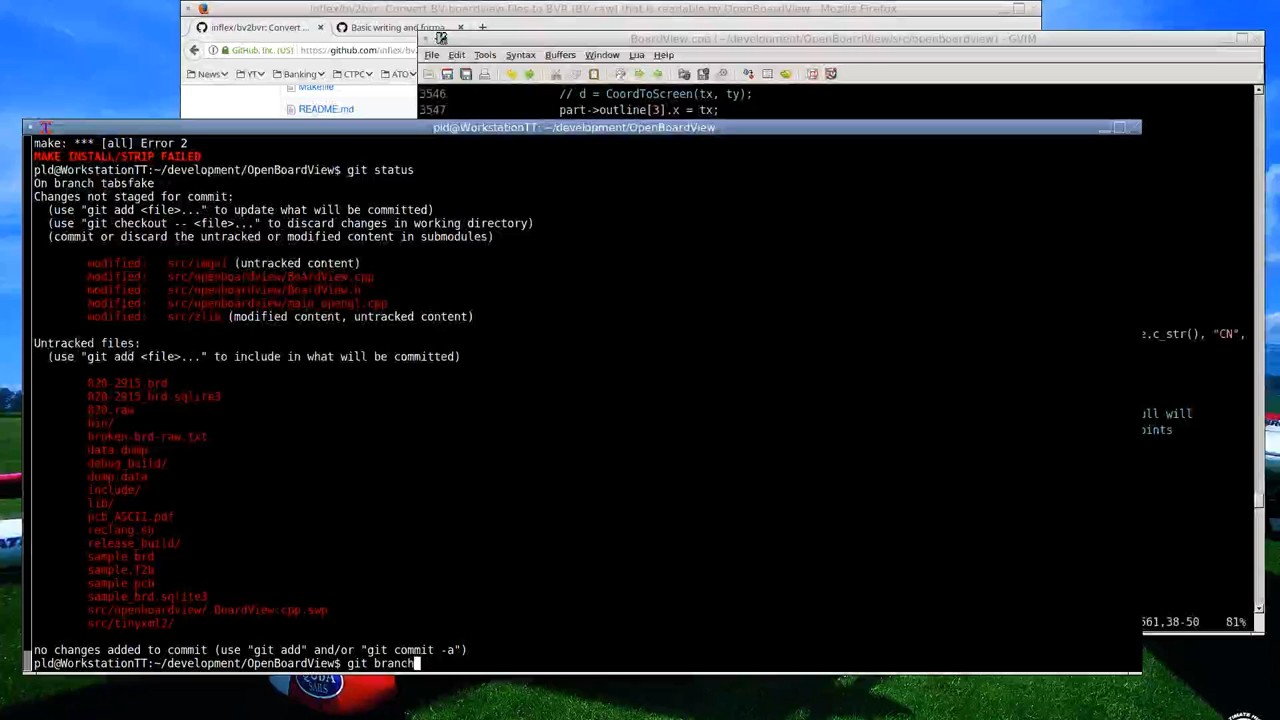 inflex/bv2bvr: Convert BV boardview files to BVR (BV raw) that is readable by OpenBoardView - Mozilla Firefox
inflex/bv2bvr: Convert
Basic writing and forma
GitHub, Inc. (US)
https://github.com/inflex/bv
News
YT
Banking
CTPC
ATO
Makefile
README.md
BoardView.cpp (~/development/OpenBoardView/src/openboardview) - GVIM
File Edit Tools Syntax Buffers Window Lua Help
3546 // d = CoordToScreen(tx, ty);
3547 part->outline[3].x = tx;
e.c_str(), "CN",
ull will
oints
561,38-50 81%
pld@WorkstationTT: ~/development/OpenBoardView
make: *** [all] Error 2
MAKE INSTALL/STRIP FAILED
pld@WorkstationTT:~/development/OpenBoardView$ git status
On branch tabsfake
Changes not staged for commit:
(use "git add <file>..." to update what will be committed)
(use "git checkout -- <file>..." to discard changes in working directory)
(commit or discard the untracked or modified content in submodules)
modified: src/imgui (untracked content)
modified: src/openboardview/BoardView.cpp
modified: src/openboardview/BoardView.h
modified: src/openboardview/main_opengl.cpp
modified: src/zlib (modified content, untracked content)
Untracked files:
(use "git add <file>..." to include in what will be committed)
820-2915.brd
820-2915_brd.sqlite3
820.raw
bin/
broken-brd-raw.txt
data_dump
debug_build/
dump_data
include/
lib/
pcb_ASCII.pdf
reclang.sh
release_build/
sample.brd
sample.f2b
sample.pcb
sample_brd.sqlite3
src/openboardview/.BoardView.cpp.swp
src/tinyxml2/
no changes added to commit (use "git add" and/or "git commit -a")
pld@WorkstationTT:~/development/OpenBoardView$ git branch